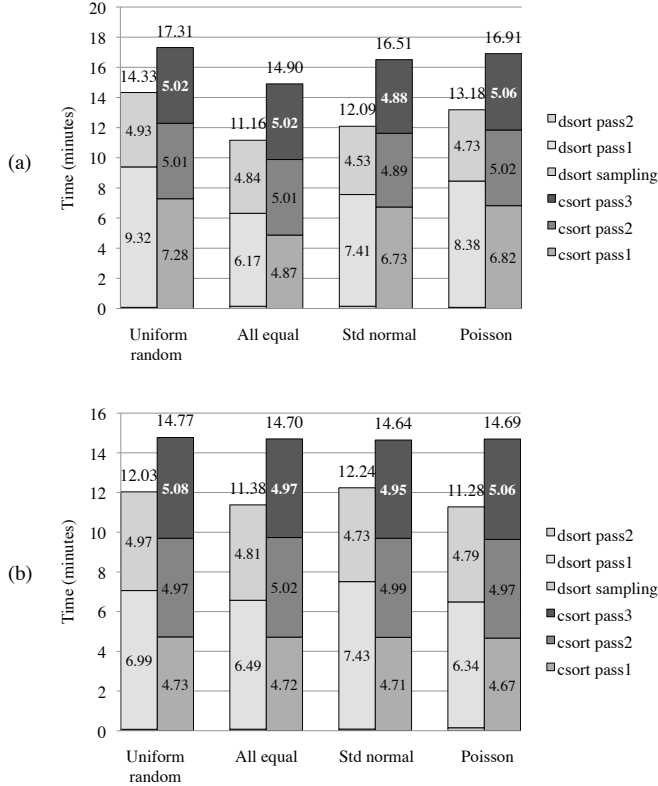 (a)
Time (minutes)
20
18
16
14
12
10
8
6
4
2
0
14.33
4.93
9.32
17.31
5.02
5.01
7.28
11.16
4.84
6.17
14.90
5.02
5.01
4.87
12.09
4.53
7.41
16.51
4.88
4.89
6.73
13.18
4.73
8.38
16.91
5.06
5.02
6.82
Uniform
random
All equal
Std normal
Poisson
dsort pass2
dsort pass1
dsort sampling
csort pass3
csort pass2
csort pass1
(b)
Time (minutes)
16
14
12
10
8
6
4
2
0
12.03
4.97
6.99
14.77
5.08
4.97
4.73
11.38
4.81
6.49
14.70
4.97
5.02
4.72
12.24
4.73
7.43
14.64
4.95
4.99
4.71
11.28
4.79
6.34
14.69
5.06
4.97
4.67
Uniform
random
All equal
Std normal
Poisson
dsort pass2
dsort pass1
dsort sampling
csort pass3
csort pass2
csort pass1